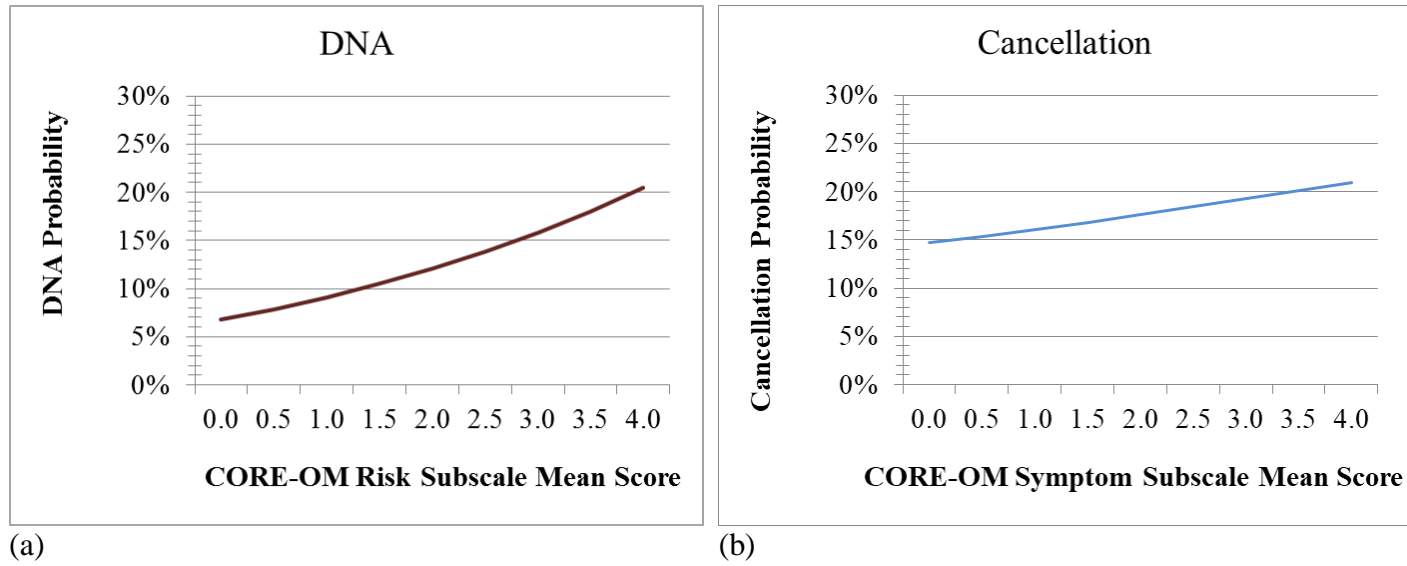 DNA
30%
25%
20%
15%
10%
5%
0%
DNA Probability
0.0 0.5 1.0 1.5 2.0 2.5 3.0 3.5 4.0
CORE-OM Risk Subscale Mean Score
(a)
Cancellation
30%
25%
20%
15%
10%
5%
0%
Cancellation Probability
0.0 0.5 1.0 1.5 2.0 2.5 3.0 3.5 4.0
CORE-OM Symptom Subscale Mean Score
(b)